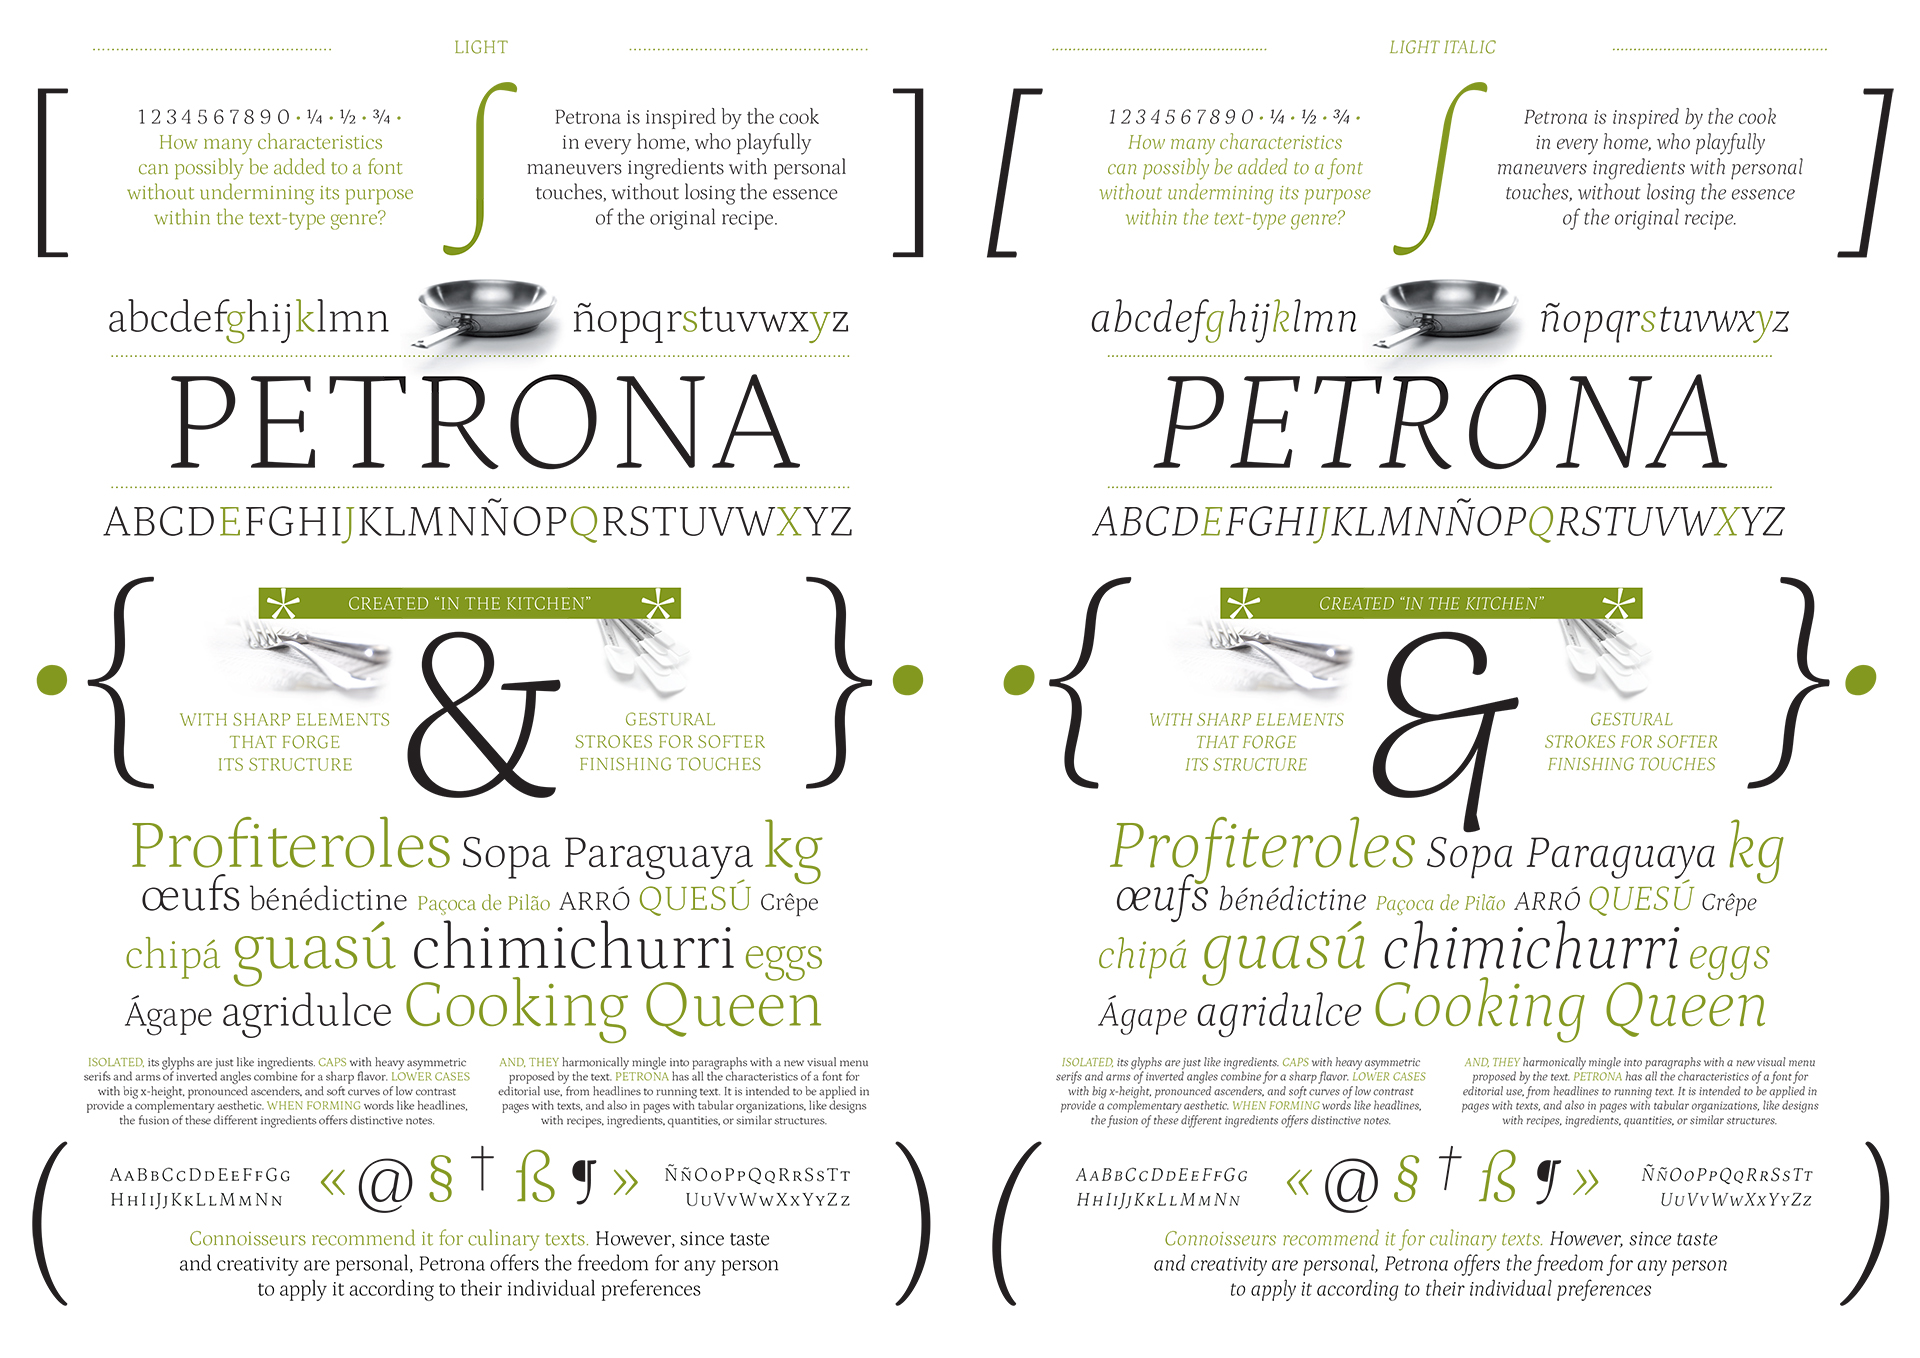 LIGHT
1 2 3 4 5 6 7 8 9 0 • ¼ • ½ • ¾ •
How many characteristics
can possibly be added to a font
without undermining its purpose
within the text-type genre?
∫
Petrona is inspired by the cook
in every home, who playfully
maneuvers ingredients with personal
touches, without losing the essence
of the original recipe.
abcdefghijklmn
ñopqrstuvwxyz
PETRONA
ABCDEFGHIJKLMNÑOPQRSTUVWXYZ
* CREATED “IN THE KITCHEN” *
WITH SHARP ELEMENTS
THAT FORGE
ITS STRUCTURE
&
GESTURAL
STROKES FOR SOFTER
FINISHING TOUCHES
Profiteroles Sopa Paraguaya kg
œufs bénédictine Paçoca de Pilão ARRÓ QUESÚ Crêpe
chipá guasú chimichurri eggs
Ágape agridulce Cooking Queen
ISOLATED, its glyphs are just like ingredients. CAPS with heavy asymmetric
serifs and arms of inverted angles combine for a sharp flavor. LOWER CASES
with big x-height, pronounced ascenders, and soft curves of low contrast
provide a complementary aesthetic. WHEN FORMING words like headlines,
the fusion of these different ingredients offers distinctive notes.
AND, THEY harmonically mingle into paragraphs with a new visual menu
proposed by the text. PETRONA has all the characteristics of a font for
editorial use, from headlines to running text. It is intended to be applied in
pages with texts, and also in pages with tabular organizations, like designs
with recipes, ingredients, quantities, or similar structures.
AaBbCcDdEeFfGg
HhIiJjKkLlMmNn
« @ § † ß ¶ »
ÑñOoPpQqRrSsTt
UuVvWwXxYyZz
Connoisseurs recommend it for culinary texts. However, since taste
and creativity are personal, Petrona offers the freedom for any person
to apply it according to their individual preferences
LIGHT ITALIC
1 2 3 4 5 6 7 8 9 0 • ¼ • ½ • ¾ •
How many characteristics
can possibly be added to a font
without undermining its purpose
within the text-type genre?
∫
Petrona is inspired by the cook
in every home, who playfully
maneuvers ingredients with personal
touches, without losing the essence
of the original recipe.
abcdefghijklmn
ñopqrstuvwxyz
PETRONA
ABCDEFGHIJKLMNÑOPQRSTUVWXYZ
* CREATED “IN THE KITCHEN” *
WITH SHARP ELEMENTS
THAT FORGE
ITS STRUCTURE
&
GESTURAL
STROKES FOR SOFTER
FINISHING TOUCHES
Profiteroles Sopa Paraguaya kg
œufs bénédictine Paçoca de Pilão ARRÓ QUESÚ Crêpe
chipá guasú chimichurri eggs
Ágape agridulce Cooking Queen
ISOLATED, its glyphs are just like ingredients. CAPS with heavy asymmetric
serifs and arms of inverted angles combine for a sharp flavor. LOWER CASES
with big x-height, pronounced ascenders, and soft curves of low contrast
provide a complementary aesthetic. WHEN FORMING words like headlines,
the fusion of these different ingredients offers distinctive notes.
AND, THEY harmonically mingle into paragraphs with a new visual menu
proposed by the text. PETRONA has all the characteristics of a font for
editorial use, from headlines to running text. It is intended to be applied in
pages with texts, and also in pages with tabular organizations, like designs
with recipes, ingredients, quantities, or similar structures.
AaBbCcDdEeFfGg
HhIiJjKkLlMmNn
« @ § † ß ¶ »
ÑñOoPpQqRrSsTt
UuVvWwXxYyZz
Connoisseurs recommend it for culinary texts. However, since taste
and creativity are personal, Petrona offers the freedom for any person
to apply it according to their individual preferences